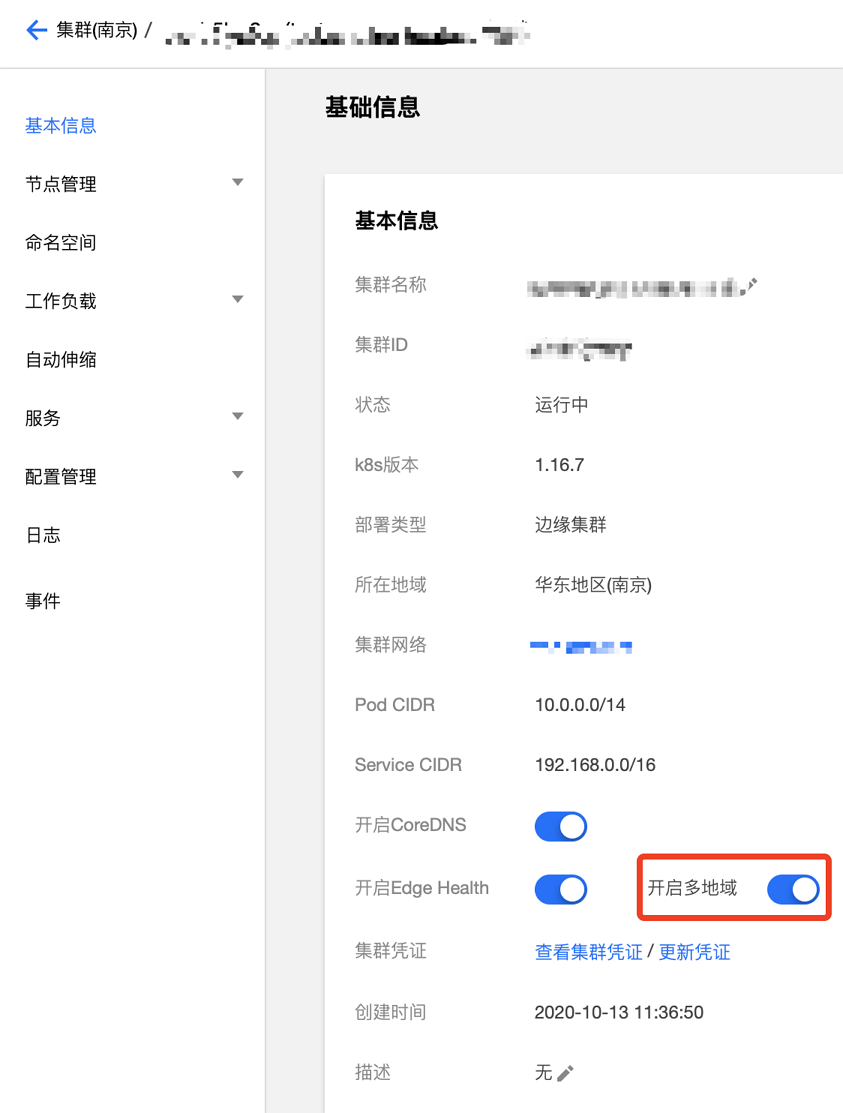 集群(南京) /
基本信息
节点管理
命名空间
工作负载
自动伸缩
服务
配置管理
日志
事件
基础信息
基本信息
集群名称
集群ID
状态 运行中
k8s版本 1.16.7
部署类型 边缘集群
所在地域 华东地区(南京)
集群网络
Pod CIDR 10.0.0.0/14
Service CIDR 192.168.0.0/16
开启CoreDNS
开启Edge Health 开启多地域
集群凭证 查看集群凭证 / 更新凭证
创建时间 2020-10-13 11:36:50
描述 无